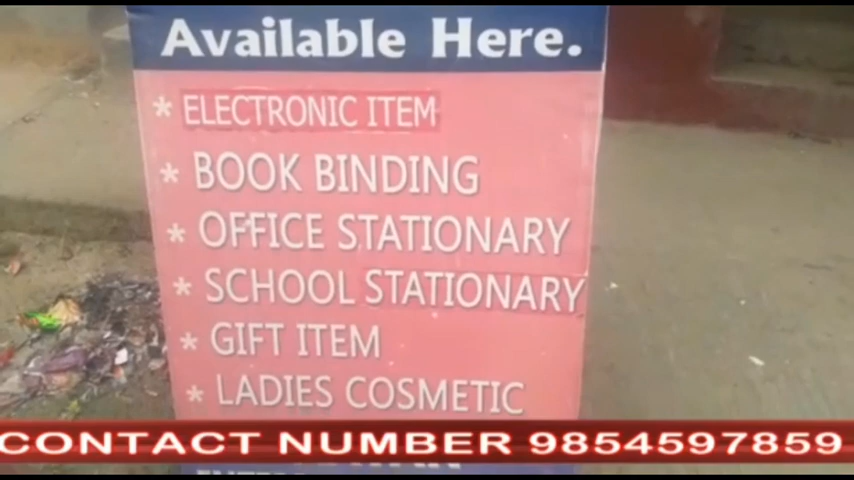 Available Here.
* ELECTRONIC ITEM
* BOOK BINDING
* OFFICE STATIONARY
* SCHOOL STATIONARY
* GIFT ITEM
* LADIES COSMETIC
CONTACT NUMBER 9854597859